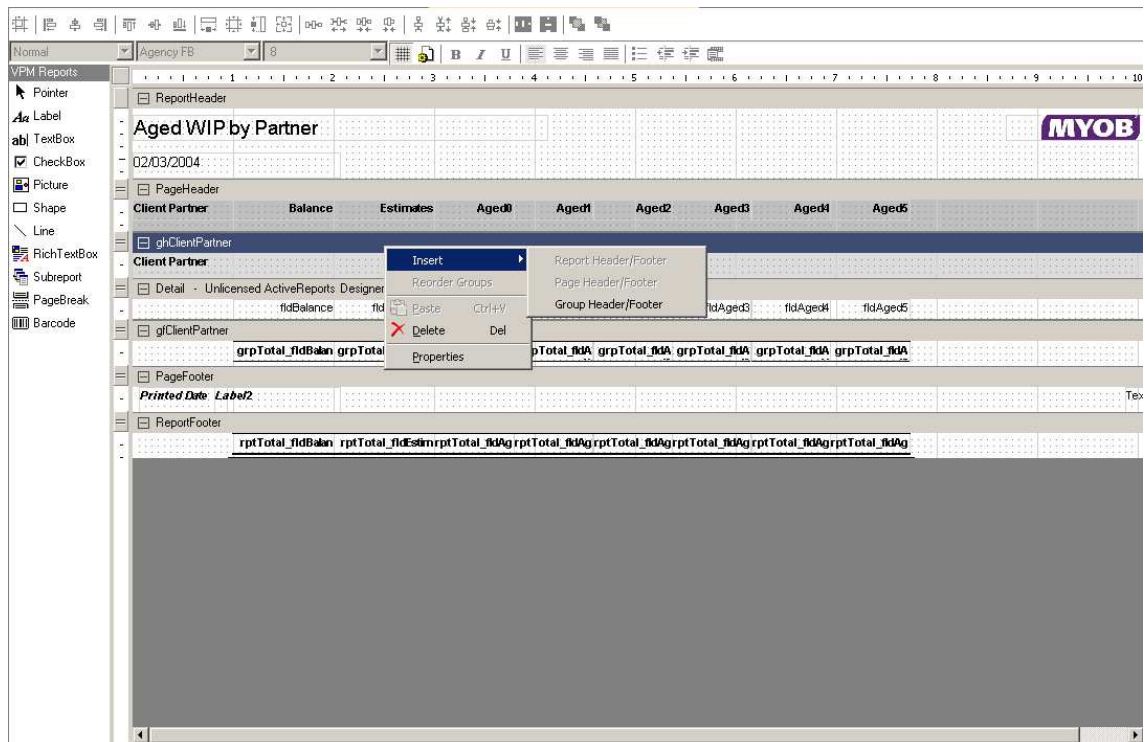 Normal Agency FB 8 B I U
VPM Reports
1 2 3 4 5 6 7 8 9 10
Pointer
Aa Label
ab| TextBox
CheckBox
Picture
Shape
Line
RichTextBox
Subreport
PageBreak
Barcode
ReportHeader
Aged WIP by Partner MYOB
02/03/2004
PageHeader
Client Partner Balance Estimates Aged0 Aged1 Aged2 Aged3 Aged4 Aged5
ghClientPartner
Client Partner
Detail - Unlicensed ActiveReports Designer
fldBalance fld fldAged3 fldAged4 fldAged5
gfClientPartner
grpTotal_fldBalan grpTotal pTotal_fldA grpTotal_fldA grpTotal_fldA grpTotal_fldA grpTotal_fldA
PageFooter
Printed Date Label2 Tex
ReportFooter
rptTotal_fldBalan rptTotal_fldEstim rptTotal_fldAg rptTotal_fldAg rptTotal_fldAg rptTotal_fldAg rptTotal_fldAg rptTotal_fldAg
Insert
Reorder Groups
Paste Ctrl+V
Delete Del
Properties
Report Header/Footer
Page Header/Footer
Group Header/Footer